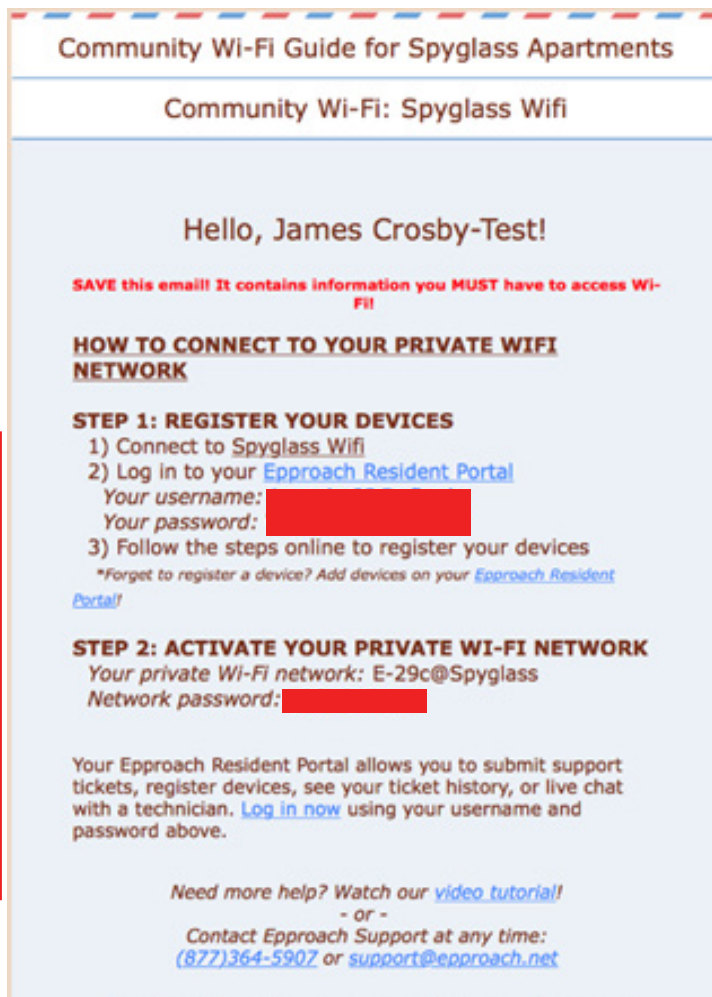 Community Wi-Fi Guide for Spyglass Apartments
Community Wi-Fi: Spyglass Wifi
Hello, James Crosby-Test!
SAVE this email! It contains information you MUST have to access Wi-
Fi!
HOW TO CONNECT TO YOUR PRIVATE WIFI
NETWORK
STEP 1: REGISTER YOUR DEVICES
1) Connect to Spyglass Wifi
2) Log in to your Epproach Resident Portal
Your username:
Your password:
3) Follow the steps online to register your devices
*Forget to register a device? Add devices on your Epproach Resident
Portal!
STEP 2: ACTIVATE YOUR PRIVATE WI-FI NETWORK
Your private Wi-Fi network: E-29c@Spyglass
Network password:
Your Epproach Resident Portal allows you to submit support
tickets, register devices, see your ticket history, or live chat
with a technician. Log in now using your username and
password above.
Need more help? Watch our video tutorial!
- or -
Contact Epproach Support at any time:
(877)364-5907 or support@epproach.net